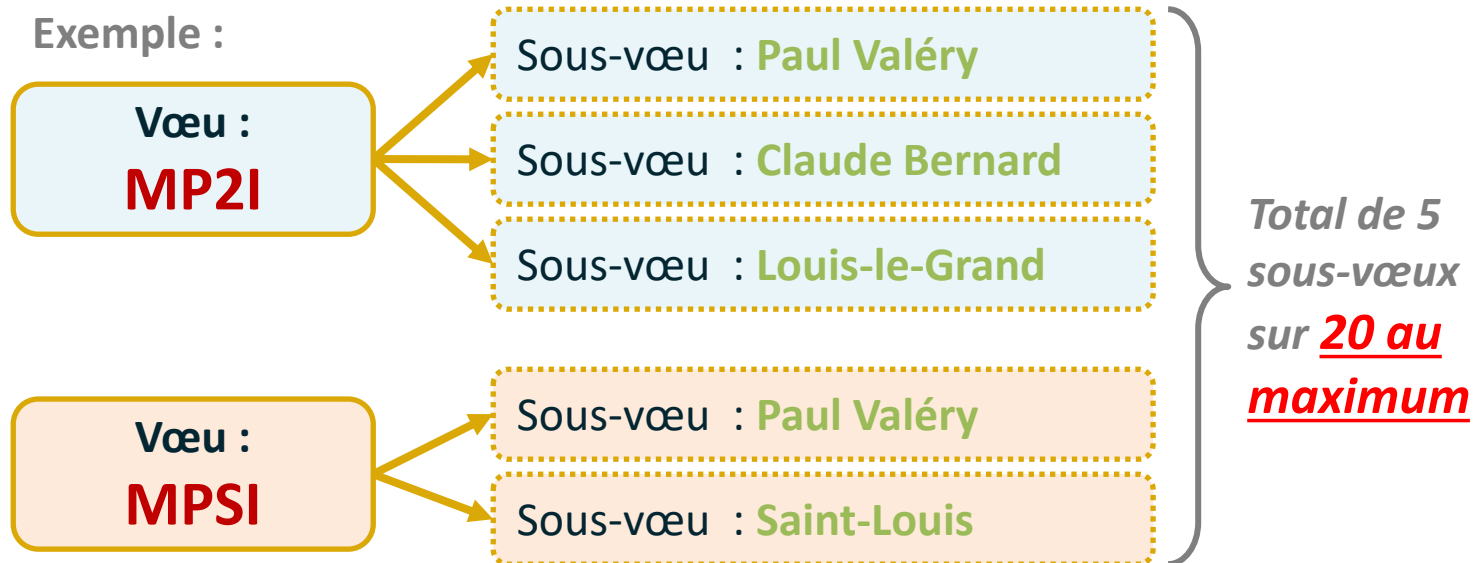 Exemple :
Vœu :
MP2I
Sous-vœu : Paul Valéry
Sous-vœu : Claude Bernard
Sous-vœu : Louis-le-Grand
Vœu :
MPSI
Sous-vœu : Paul Valéry
Sous-vœu : Saint-Louis
Total de 5
sous-vœux
sur 20 au
maximum